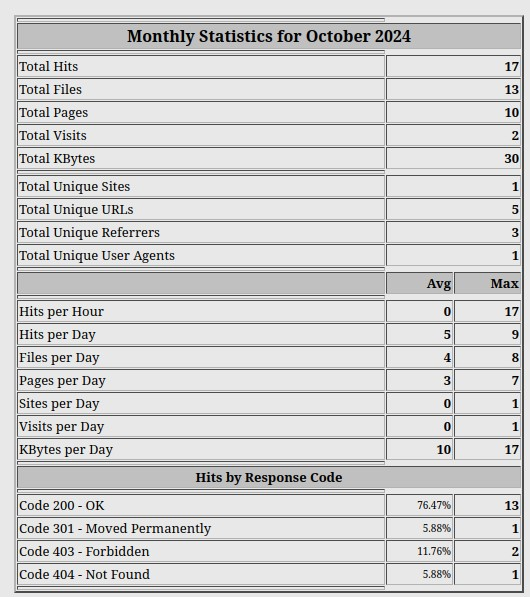 Monthly Statistics for October 2024
Total Hits 17
Total Files 13
Total Pages 10
Total Visits 2
Total KBytes 30
Total Unique Sites 1
Total Unique URLs 5
Total Unique Referrers 3
Total Unique User Agents 1
Avg Max
Hits per Hour 0 17
Hits per Day 5 9
Files per Day 4 8
Pages per Day 3 7
Sites per Day 0 1
Visits per Day 0 1
KBytes per Day 10 17
Hits by Response Code
Code 200 - OK 76.47% 13
Code 301 - Moved Permanently 5.88% 1
Code 403 - Forbidden 11.76% 2
Code 404 - Not Found 5.88% 1